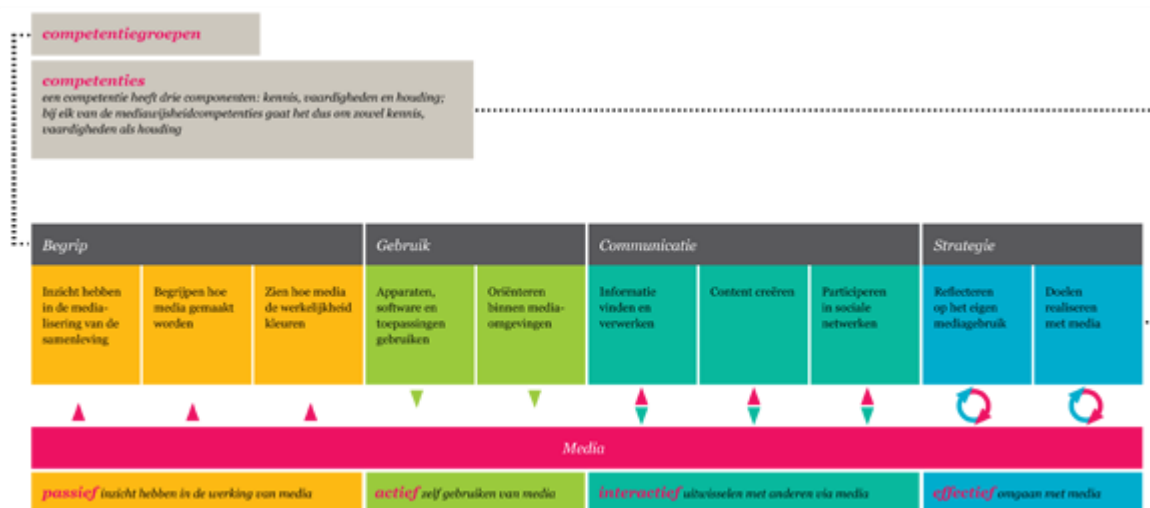 competentiegroepen
competenties
een competentie heeft drie componenten: kennis, vaardigheden en houding;
bij elk van de mediawijsheidcompetenties gaat het dus om zowel kennis,
vaardigheden als houding
Begrip
Gebruik
Communicatie
Strategie
Inzicht hebben
in de media-
lisering van de
samenleving
Begrijpen hoe
media gemaakt
worden
Zien hoe media
de werkelijkheid
kleuren
Apparaten,
software en
toepassingen
gebruiken
Oriënteren
binnen media-
omgevingen
Informatie
vinden en
verwerken
Content creëren
Participeren
in sociale
netwerken
Reflecteren
op het eigen
mediagebruik
Doelen
realiseren
met media
Media
passief inzicht hebben in de werking van media
actief zelf gebruiken van media
interactief uitwisselen met anderen via media
effectief omgaan met media